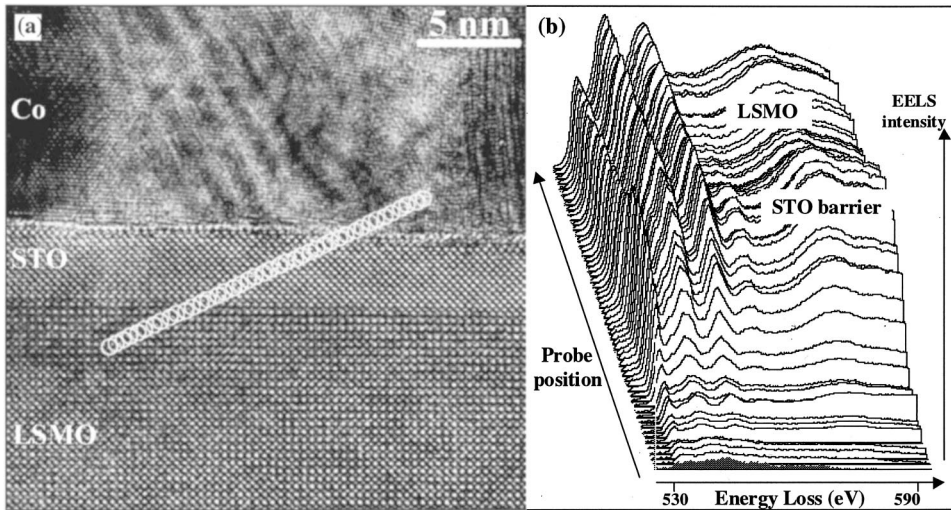 (a)
5 nm
Co
STO
LSMO
(b)
LSMO
EELS
intensity
STO barrier
Probe
position
530
Energy Loss (eV)
590